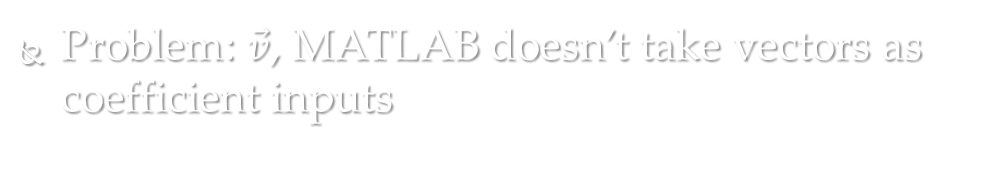 Problem: v⃗, MATLAB doesn't take vectors as
coefficient inputs